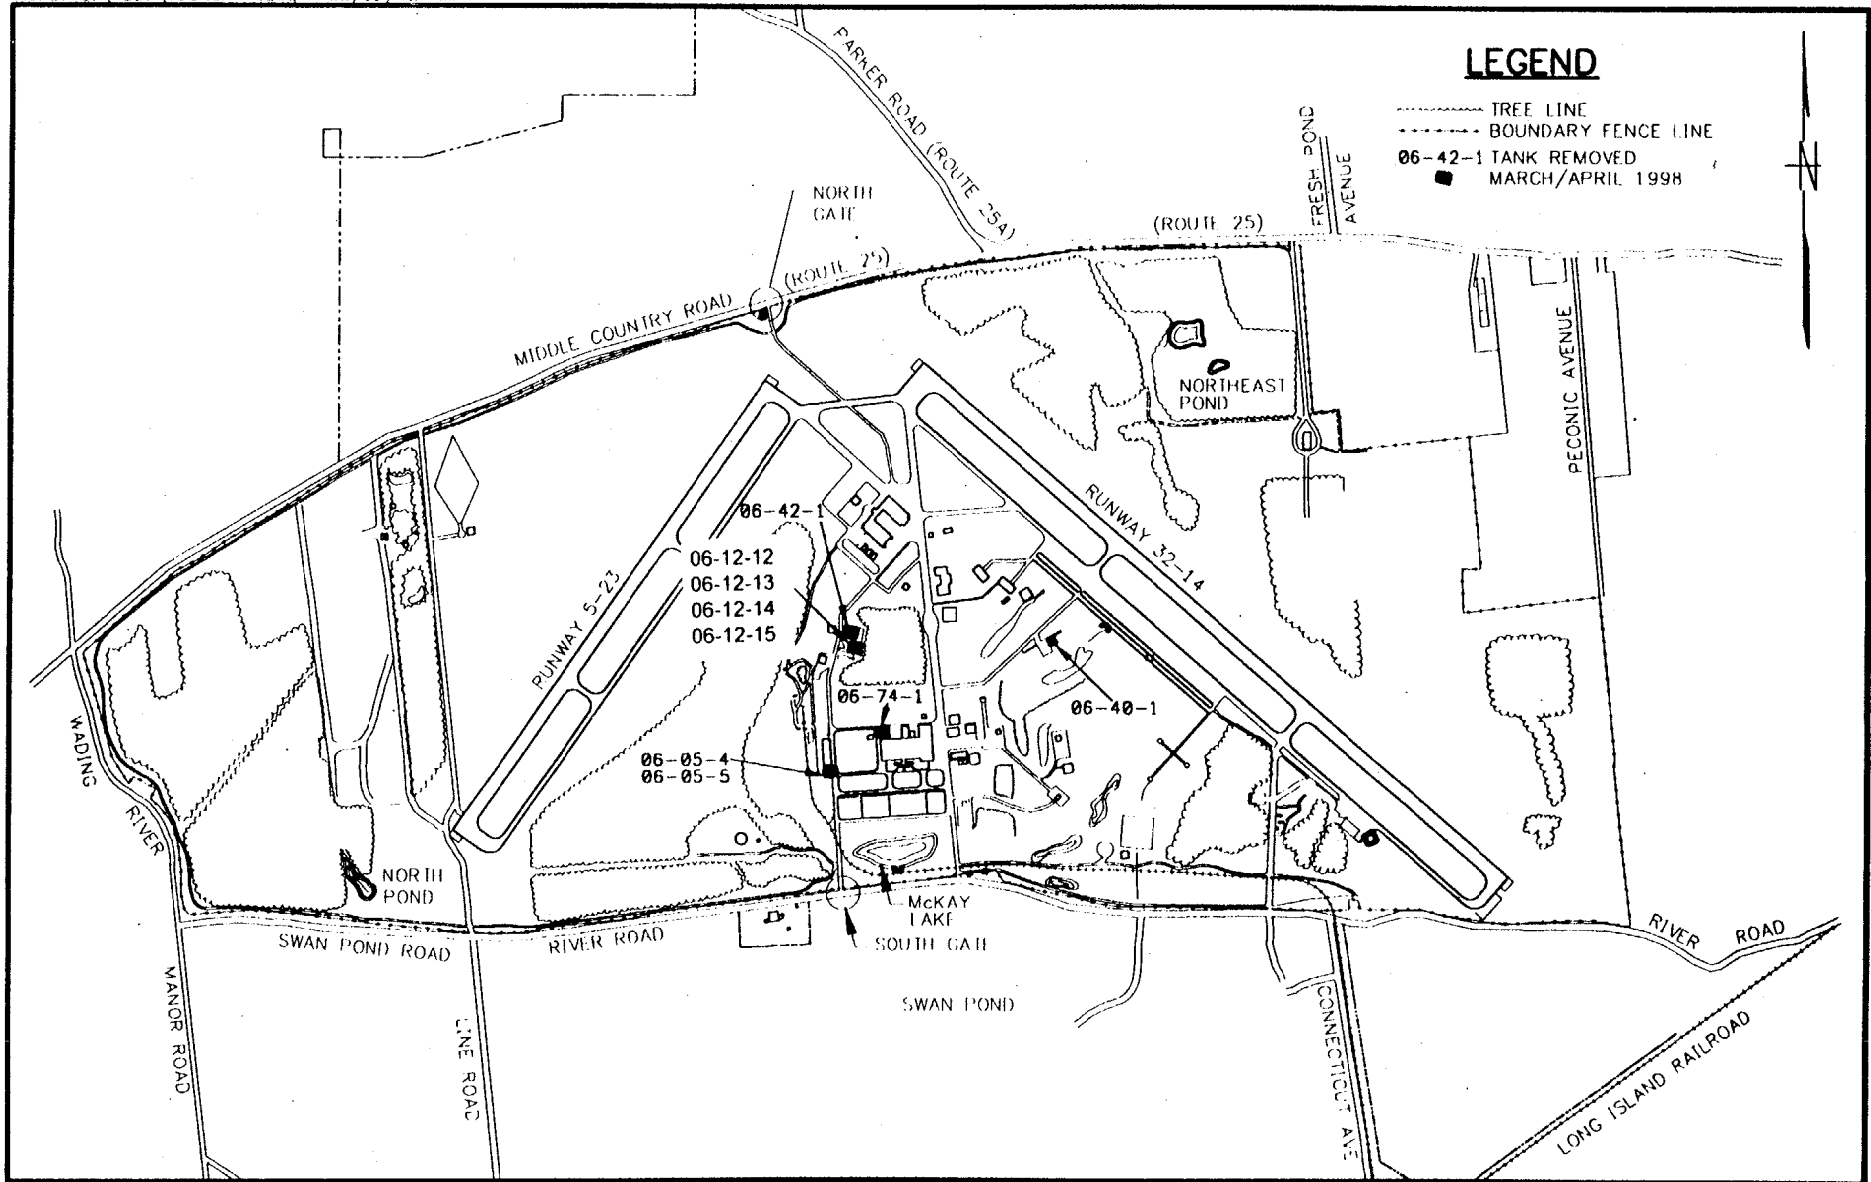 LEGEND
TREE LINE
BOUNDARY FENCE LINE
06-42-1 TANK REMOVED
MARCH/APRIL 1998
N
PARKER ROAD (ROUTE 25A)
FRESH POND
AVENUE
NORTH
GATE
(ROUTE 25)
(ROUTE 25)
MIDDLE COUNTRY ROAD
NORTHEAST
POND
PECONIC AVENUE
RUNWAY 32-14
RUNWAY 5-23
06-42-1
06-12-12
06-12-13
06-12-14
06-12-15
06-74-1
06-40-1
06-05-4
06-05-5
WADING
RIVER
NORTH
POND
McKAY
LAKE
SOUTH GATE
SWAN POND ROAD
RIVER ROAD
RIVER ROAD
SWAN POND
MANOR ROAD
LINE ROAD
CONNECTICUT AVE
LONG ISLAND RAILROAD